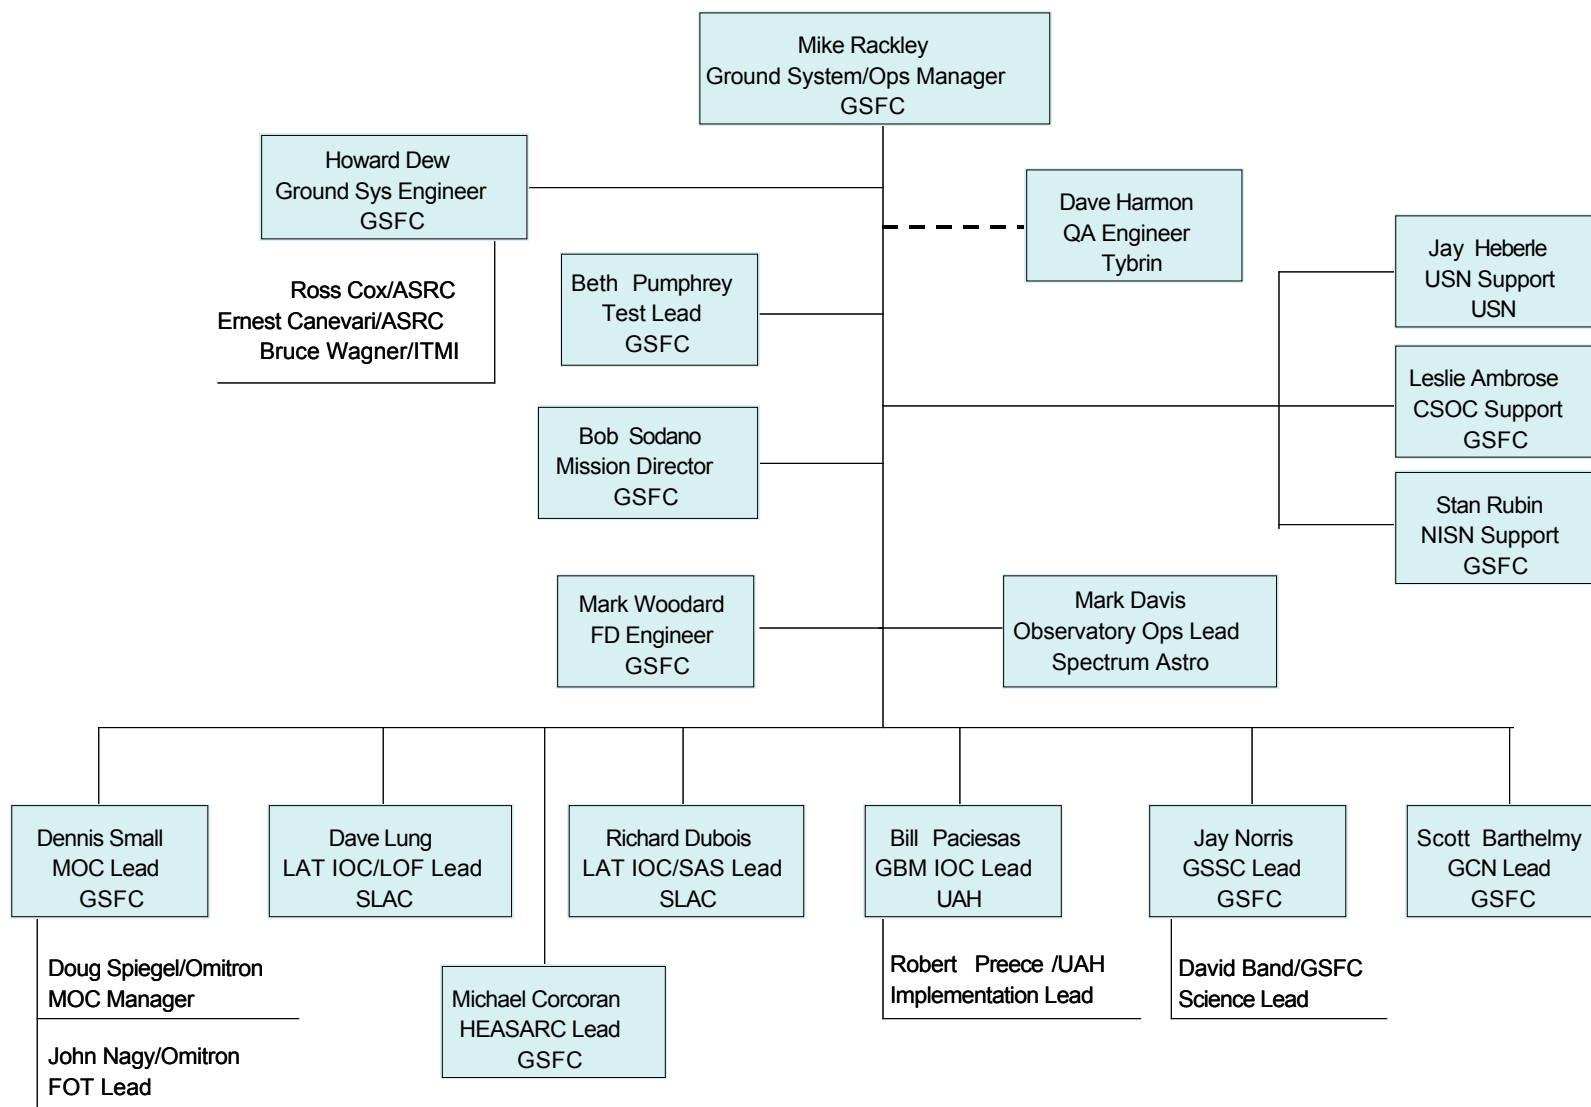 Mike Rackley
Ground System/Ops Manager
GSFC
Howard Dew
Ground Sys Engineer
GSFC
Ross Cox/ASRC
Ernest Canevari/ASRC
Bruce Wagner/ITMI
Dave Harmon
QA Engineer
Tybrin
Beth Pumphrey
Test Lead
GSFC
Jay Heberle
USN Support
USN
Leslie Ambrose
CSOC Support
GSFC
Stan Rubin
NISN Support
GSFC
Bob Sodano
Mission Director
GSFC
Mark Woodard
FD Engineer
GSFC
Mark Davis
Observatory Ops Lead
Spectrum Astro
Dennis Small
MOC Lead
GSFC
Doug Spiegel/Omitron
MOC Manager
John Nagy/Omitron
FOT Lead
Dave Lung
LAT IOC/LOF Lead
SLAC
Michael Corcoran
HEASARC Lead
GSFC
Richard Dubois
LAT IOC/SAS Lead
SLAC
Bill Paciesas
GBM IOC Lead
UAH
Robert Preece /UAH
Implementation Lead
Jay Norris
GSSC Lead
GSFC
David Band/GSFC
Science Lead
Scott Barthelmy
GCN Lead
GSFC